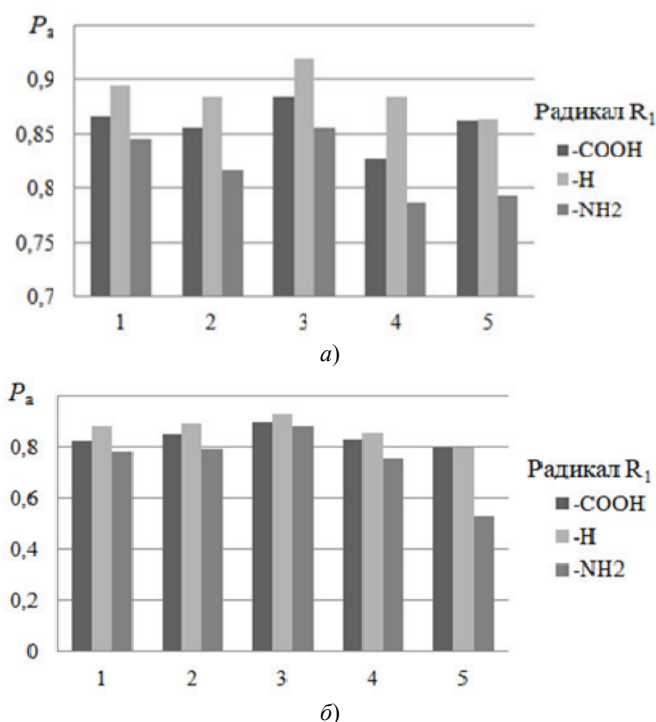 Pa
0,9
0,85
0,8
0,75
0,7
1 2 3 4 5
Радикал R1
-COOH
-H
-NH2
а)
Pa
0,8
0,6
0,4
0,2
0
1 2 3 4 5
Радикал R1
-COOH
-H
-NH2
б)